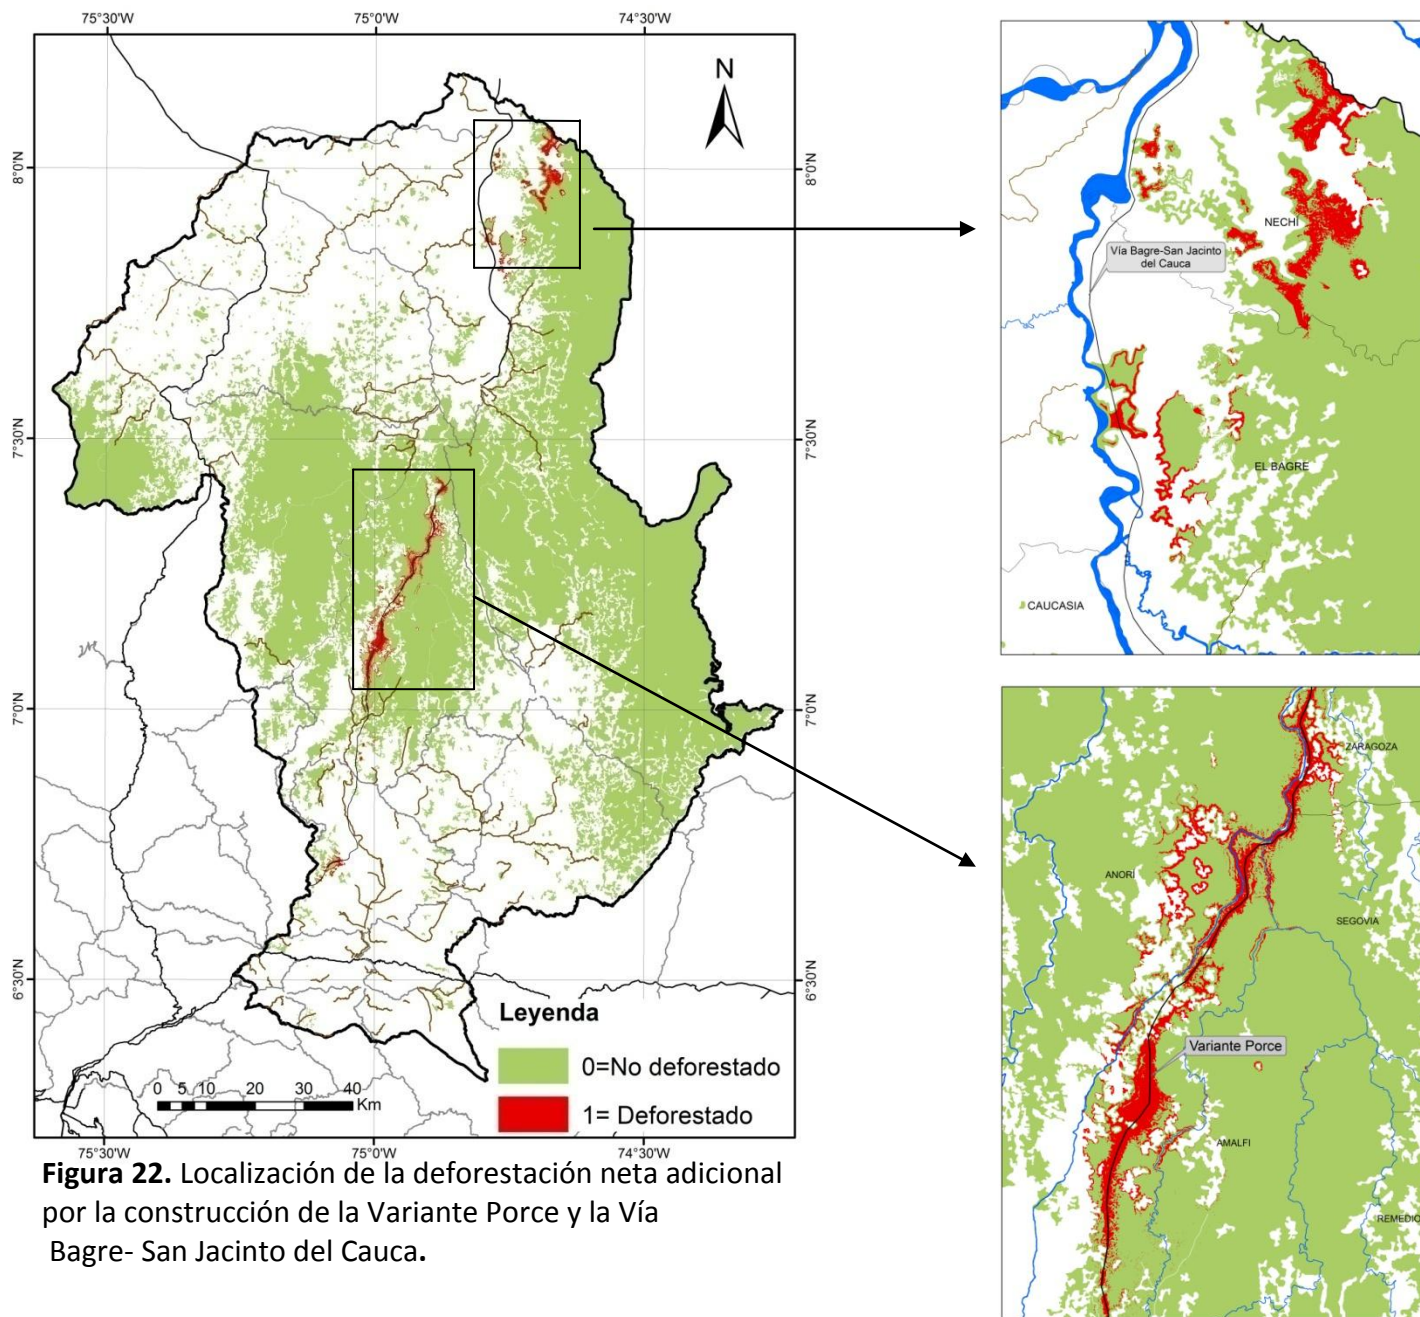 75°30'W
75°0'W
74°30'W
N
8°0'N
8°0'N
7°30'N
7°30'N
7°0'N
7°0'N
6°30'N
6°30'N
Leyenda
0=No deforestado
1= Deforestado
0 5 10 20 30 40
Km
75°30'W
75°0'W
74°30'W
Figura 22. Localización de la deforestación neta adicional
por la construcción de la Variante Porce y la Vía
Bagre- San Jacinto del Cauca.
NECHÍ
Vía Bagre-San Jacinto
del Cauca
EL BAGRE
CAUCASIA
ZARAGOZA
ANORÍ
SEGOVIA
Variante Porce
AMALFI
REMEDIO